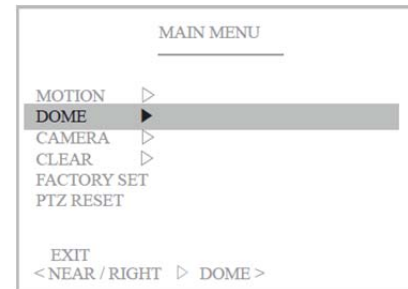 MAIN MENU
MOTION ▷
DOME ▶
CAMERA ▷
CLEAR ▷
FACTORY SET
PTZ RESET
EXIT
< NEAR / RIGHT ▷ DOME >